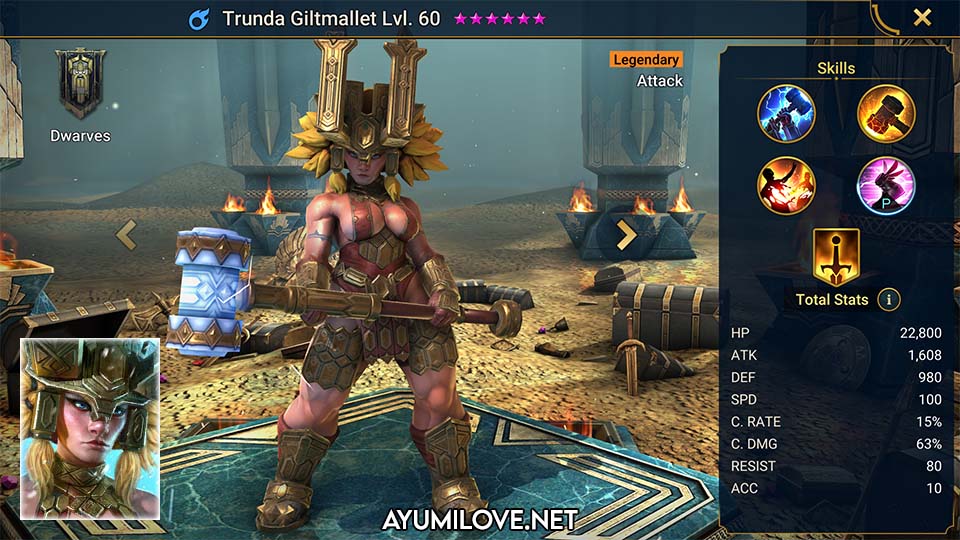 Trunda Giltmallet Lvl. 60
Dwarves
Legendary
Attack
Skills
P
Total Stats i
HP 22,800
ATK 1,608
DEF 980
SPD 100
C. RATE 15%
C. DMG 63%
RESIST 80
ACC 10
AYUMILOVE.NET